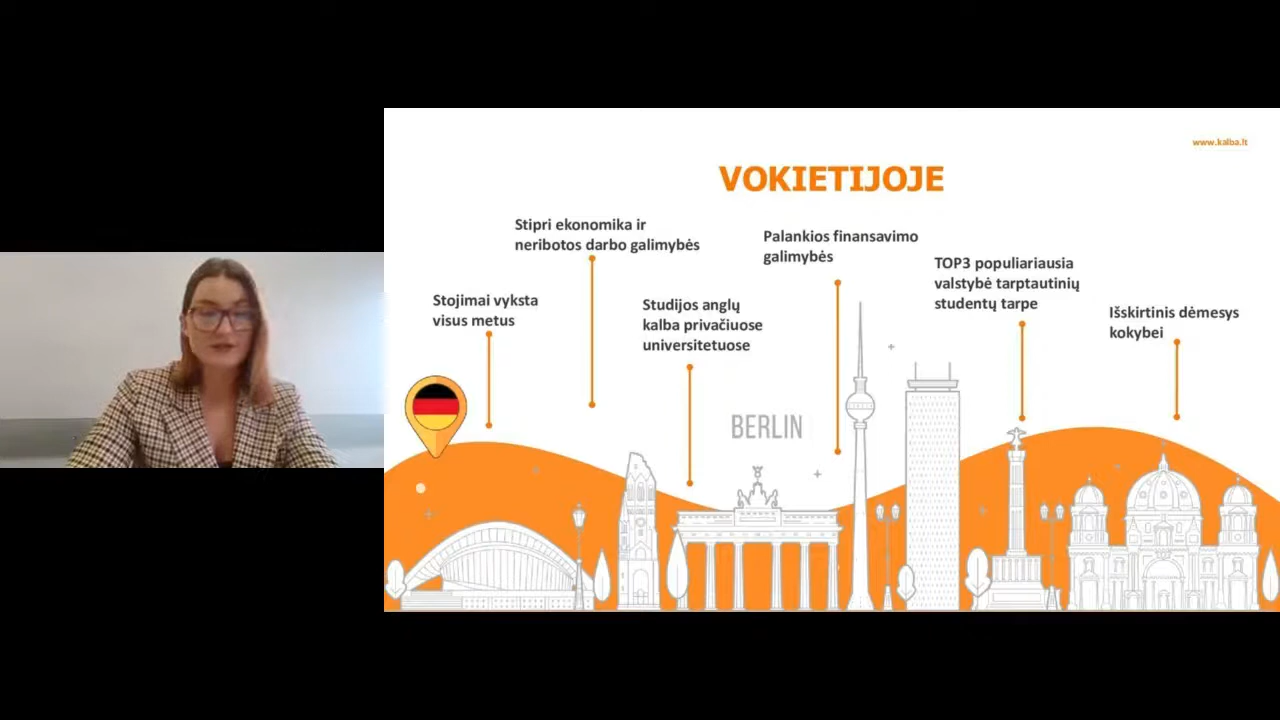 www.kalba.lt
VOKIETIJOJE
Stojimai vyksta
visus metus
Stipri ekonomika ir
neribotos darbo galimybės
Studijos anglų
kalba privačiuose
universitetuose
Palankios finansavimo
galimybės
TOP3 populiariausia
valstybė tarptautinių
studentų tarpe
Išskirtinis dėmesys
kokybei
BERLIN